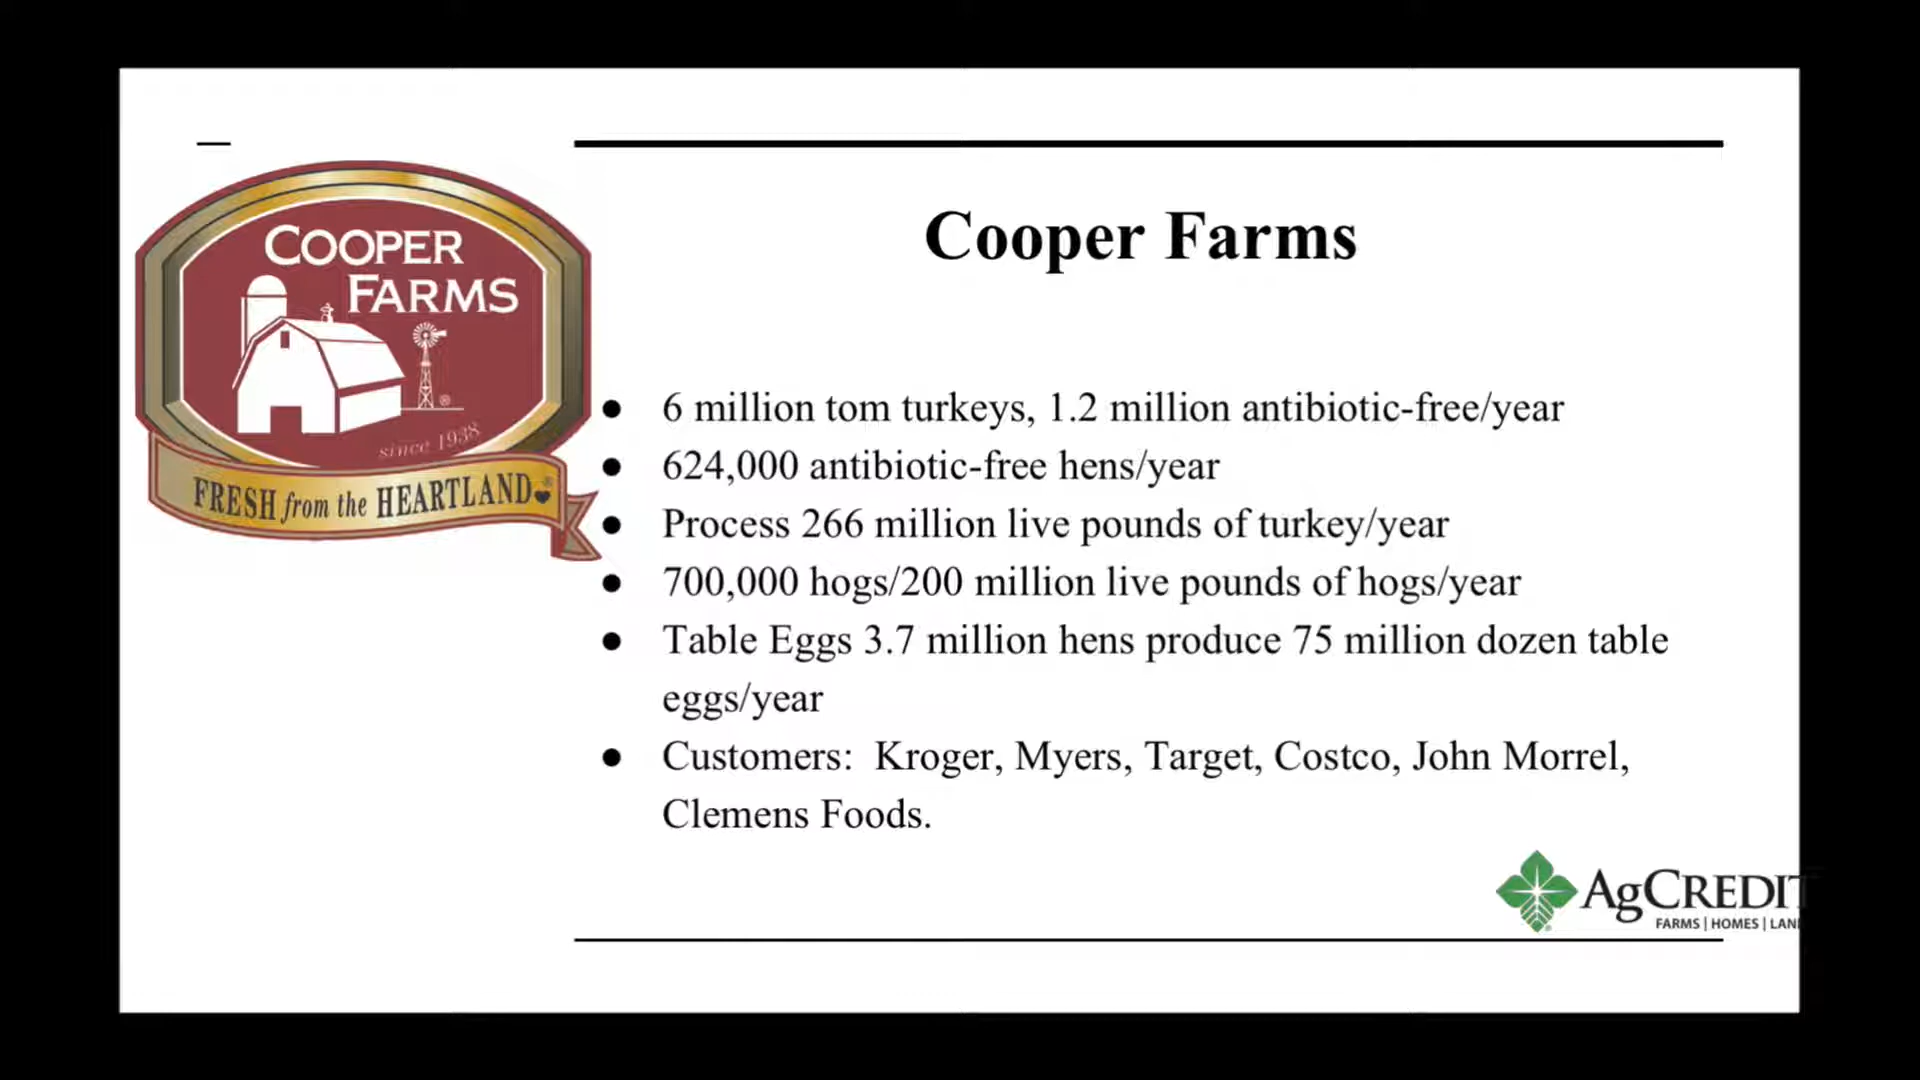 COOPER
FARMS
since 1938
FRESH from the HEARTLAND
Cooper Farms
● 6 million tom turkeys, 1.2 million antibiotic-free/year
● 624,000 antibiotic-free hens/year
● Process 266 million live pounds of turkey/year
● 700,000 hogs/200 million live pounds of hogs/year
● Table Eggs 3.7 million hens produce 75 million dozen table
eggs/year
● Customers:  Kroger, Myers, Target, Costco, John Morrel,
Clemens Foods.
AgCREDIT
FARMS | HOMES | LAN